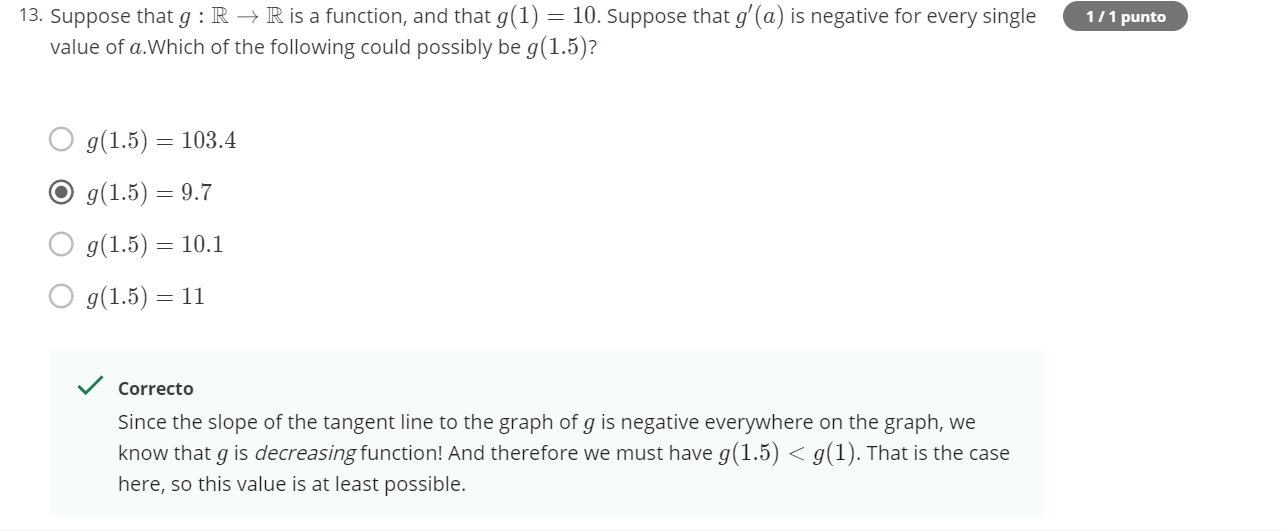 13. Suppose that g : ℝ → ℝ is a function, and that g(1) = 10. Suppose that g′(a) is negative for every single
1 / 1 punto
value of a.Which of the following could possibly be g(1.5)?
g(1.5) = 103.4
g(1.5) = 9.7
g(1.5) = 10.1
g(1.5) = 11
Correcto
Since the slope of the tangent line to the graph of g is negative everywhere on the graph, we
know that g is decreasing function! And therefore we must have g(1.5) < g(1). That is the case
here, so this value is at least possible.